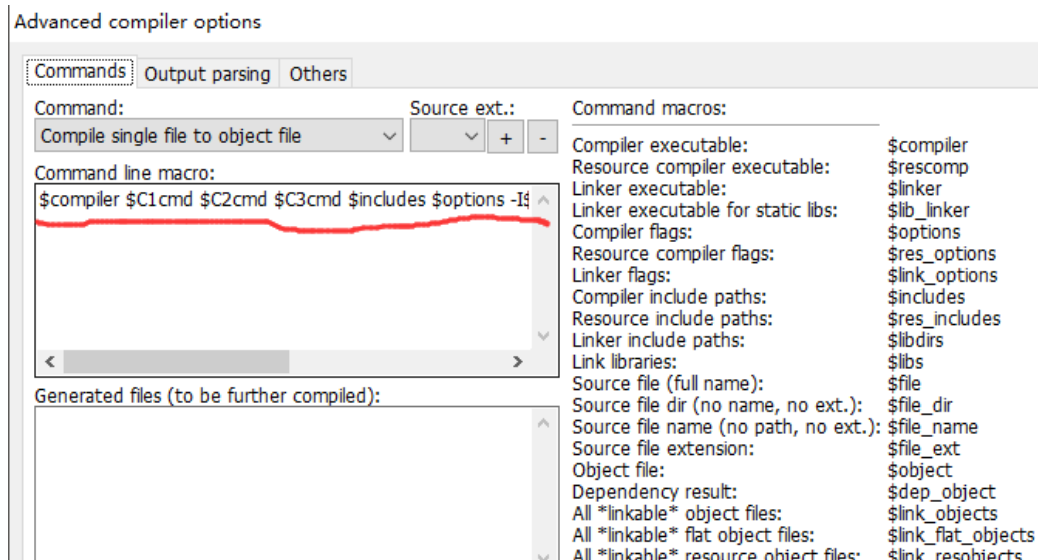 Advanced compiler options
Commands Output parsing Others
Command: Source ext.:
Compile single file to object file + -
Command line macro:
$compiler $C1cmd $C2cmd $C3cmd $includes $options -I$
Generated files (to be further compiled):
Command macros:
Compiler executable: $compiler
Resource compiler executable: $rescomp
Linker executable: $linker
Linker executable for static libs: $lib_linker
Compiler flags: $options
Resource compiler flags: $res_options
Linker flags: $link_options
Compiler include paths: $includes
Resource include paths: $res_includes
Linker include paths: $libdirs
Link libraries: $libs
Source file (full name): $file
Source file dir (no name, no ext.): $file_dir
Source file name (no path, no ext.): $file_name
Source file extension: $file_ext
Object file: $object
Dependency result: $dep_object
All *linkable* object files: $link_objects
All *linkable* flat object files: $link_flat_objects
All *linkable* resource object files: $link_resobjects